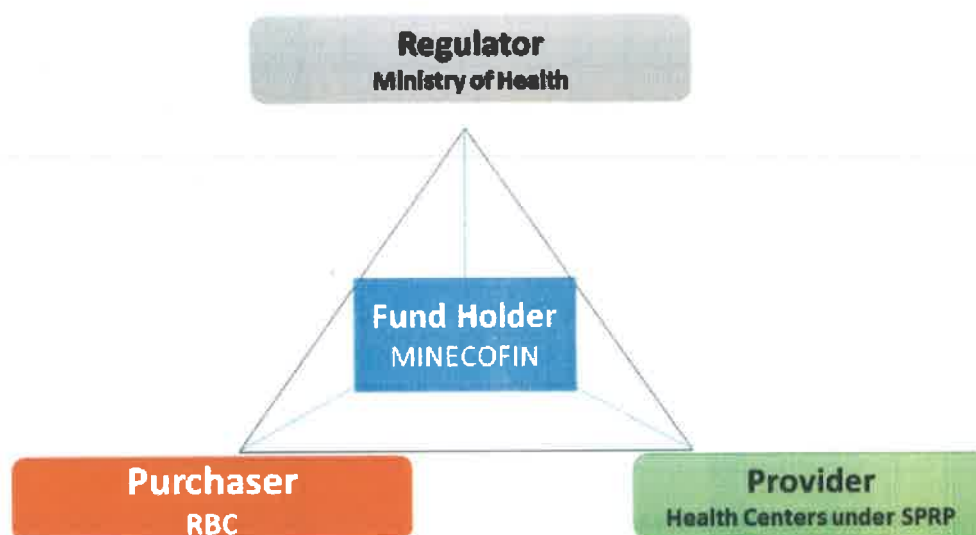 Regulator
Ministry of Health
Fund Holder
MINECOFIN
Purchaser
RBC
Provider
Health Centers under SPRP